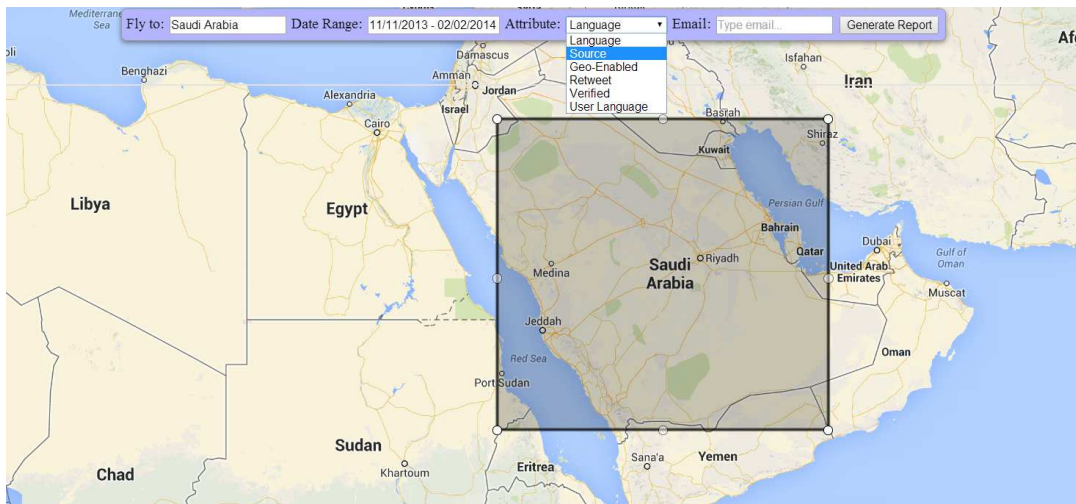 Fly to: Saudi Arabia Date Range: 11/11/2013 - 02/02/2014 Attribute: Language Email: Type email... Generate Report
Language
Source
Geo-Enabled
Retweet
Verified
User Language
Sea
Damascus
Isfahan
Benghazi
Amman
Iran
Jordan
Alexandria
Israel
Cairo
Basrah
Shiraz
Kuwait
Libya
Egypt
Persian Gulf
Bahrain
Dubai
Qatar
Gulf of
Oman
Riyadh
Saudi
Arabia
Medina
United Arab
Emirates
Muscat
Jeddah
Red Sea
Oman
Port Sudan
Sudan
Sana'a
Yemen
Eritrea
Khartoum
Chad